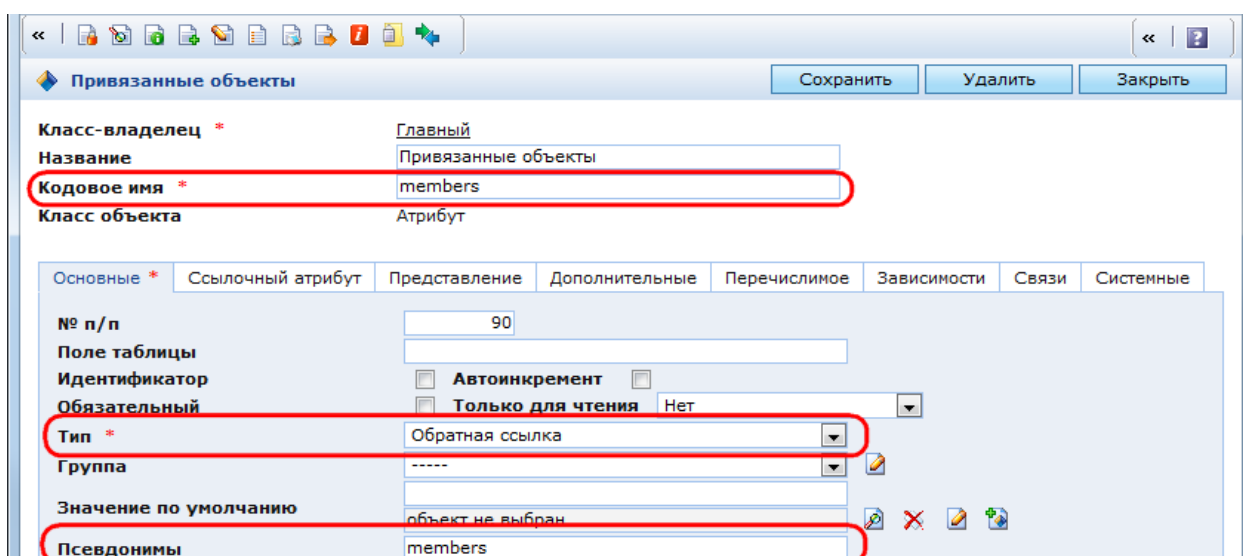 «
«
?
Привязанные объекты Сохранить Удалить Закрыть
Класс-владелец * Главный
Название Привязанные объекты
Кодовое имя * members
Класс объекта Атрибут
Основные * Ссылочный атрибут Представление Дополнительные Перечислимое Зависимости Связи Системные
№ п/п 90
Поле таблицы
Идентификатор Автоинкремент
Обязательный Только для чтения Нет
Тип * Обратная ссылка
Группа -----
Значение по умолчанию
объект не выбран
Псевдонимы members